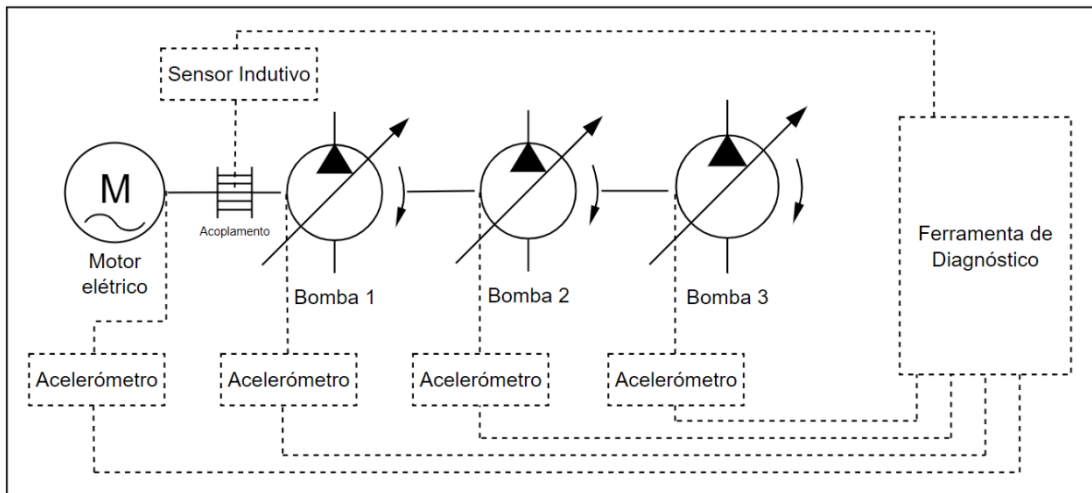 Sensor Indutivo
M
Acoplamento
Motor
elétrico
Bomba 1
Bomba 2
Bomba 3
Ferramenta de
Diagnóstico
Acelerómetro
Acelerómetro
Acelerómetro
Acelerómetro